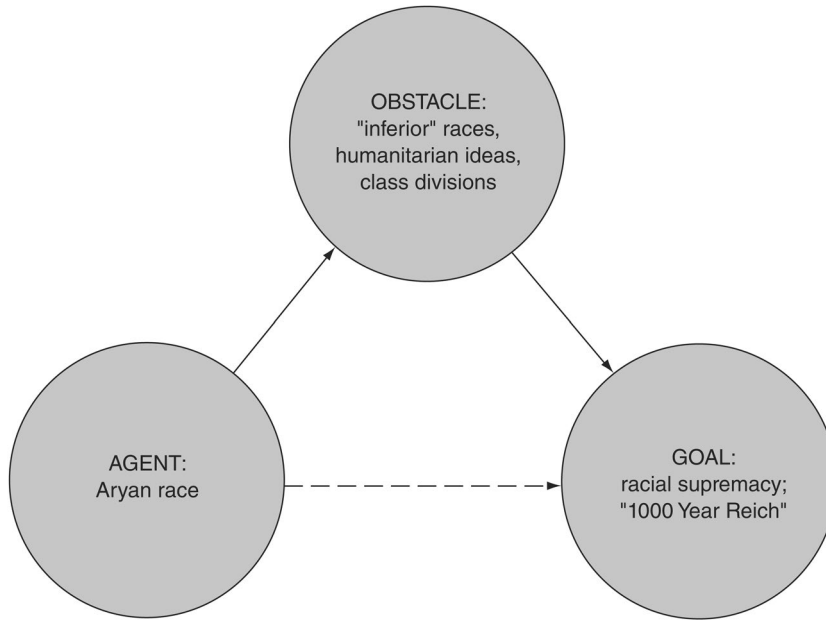 OBSTACLE:
"inferior" races,
humanitarian ideas,
class divisions
AGENT:
Aryan race
GOAL:
racial supremacy;
"1000 Year Reich"